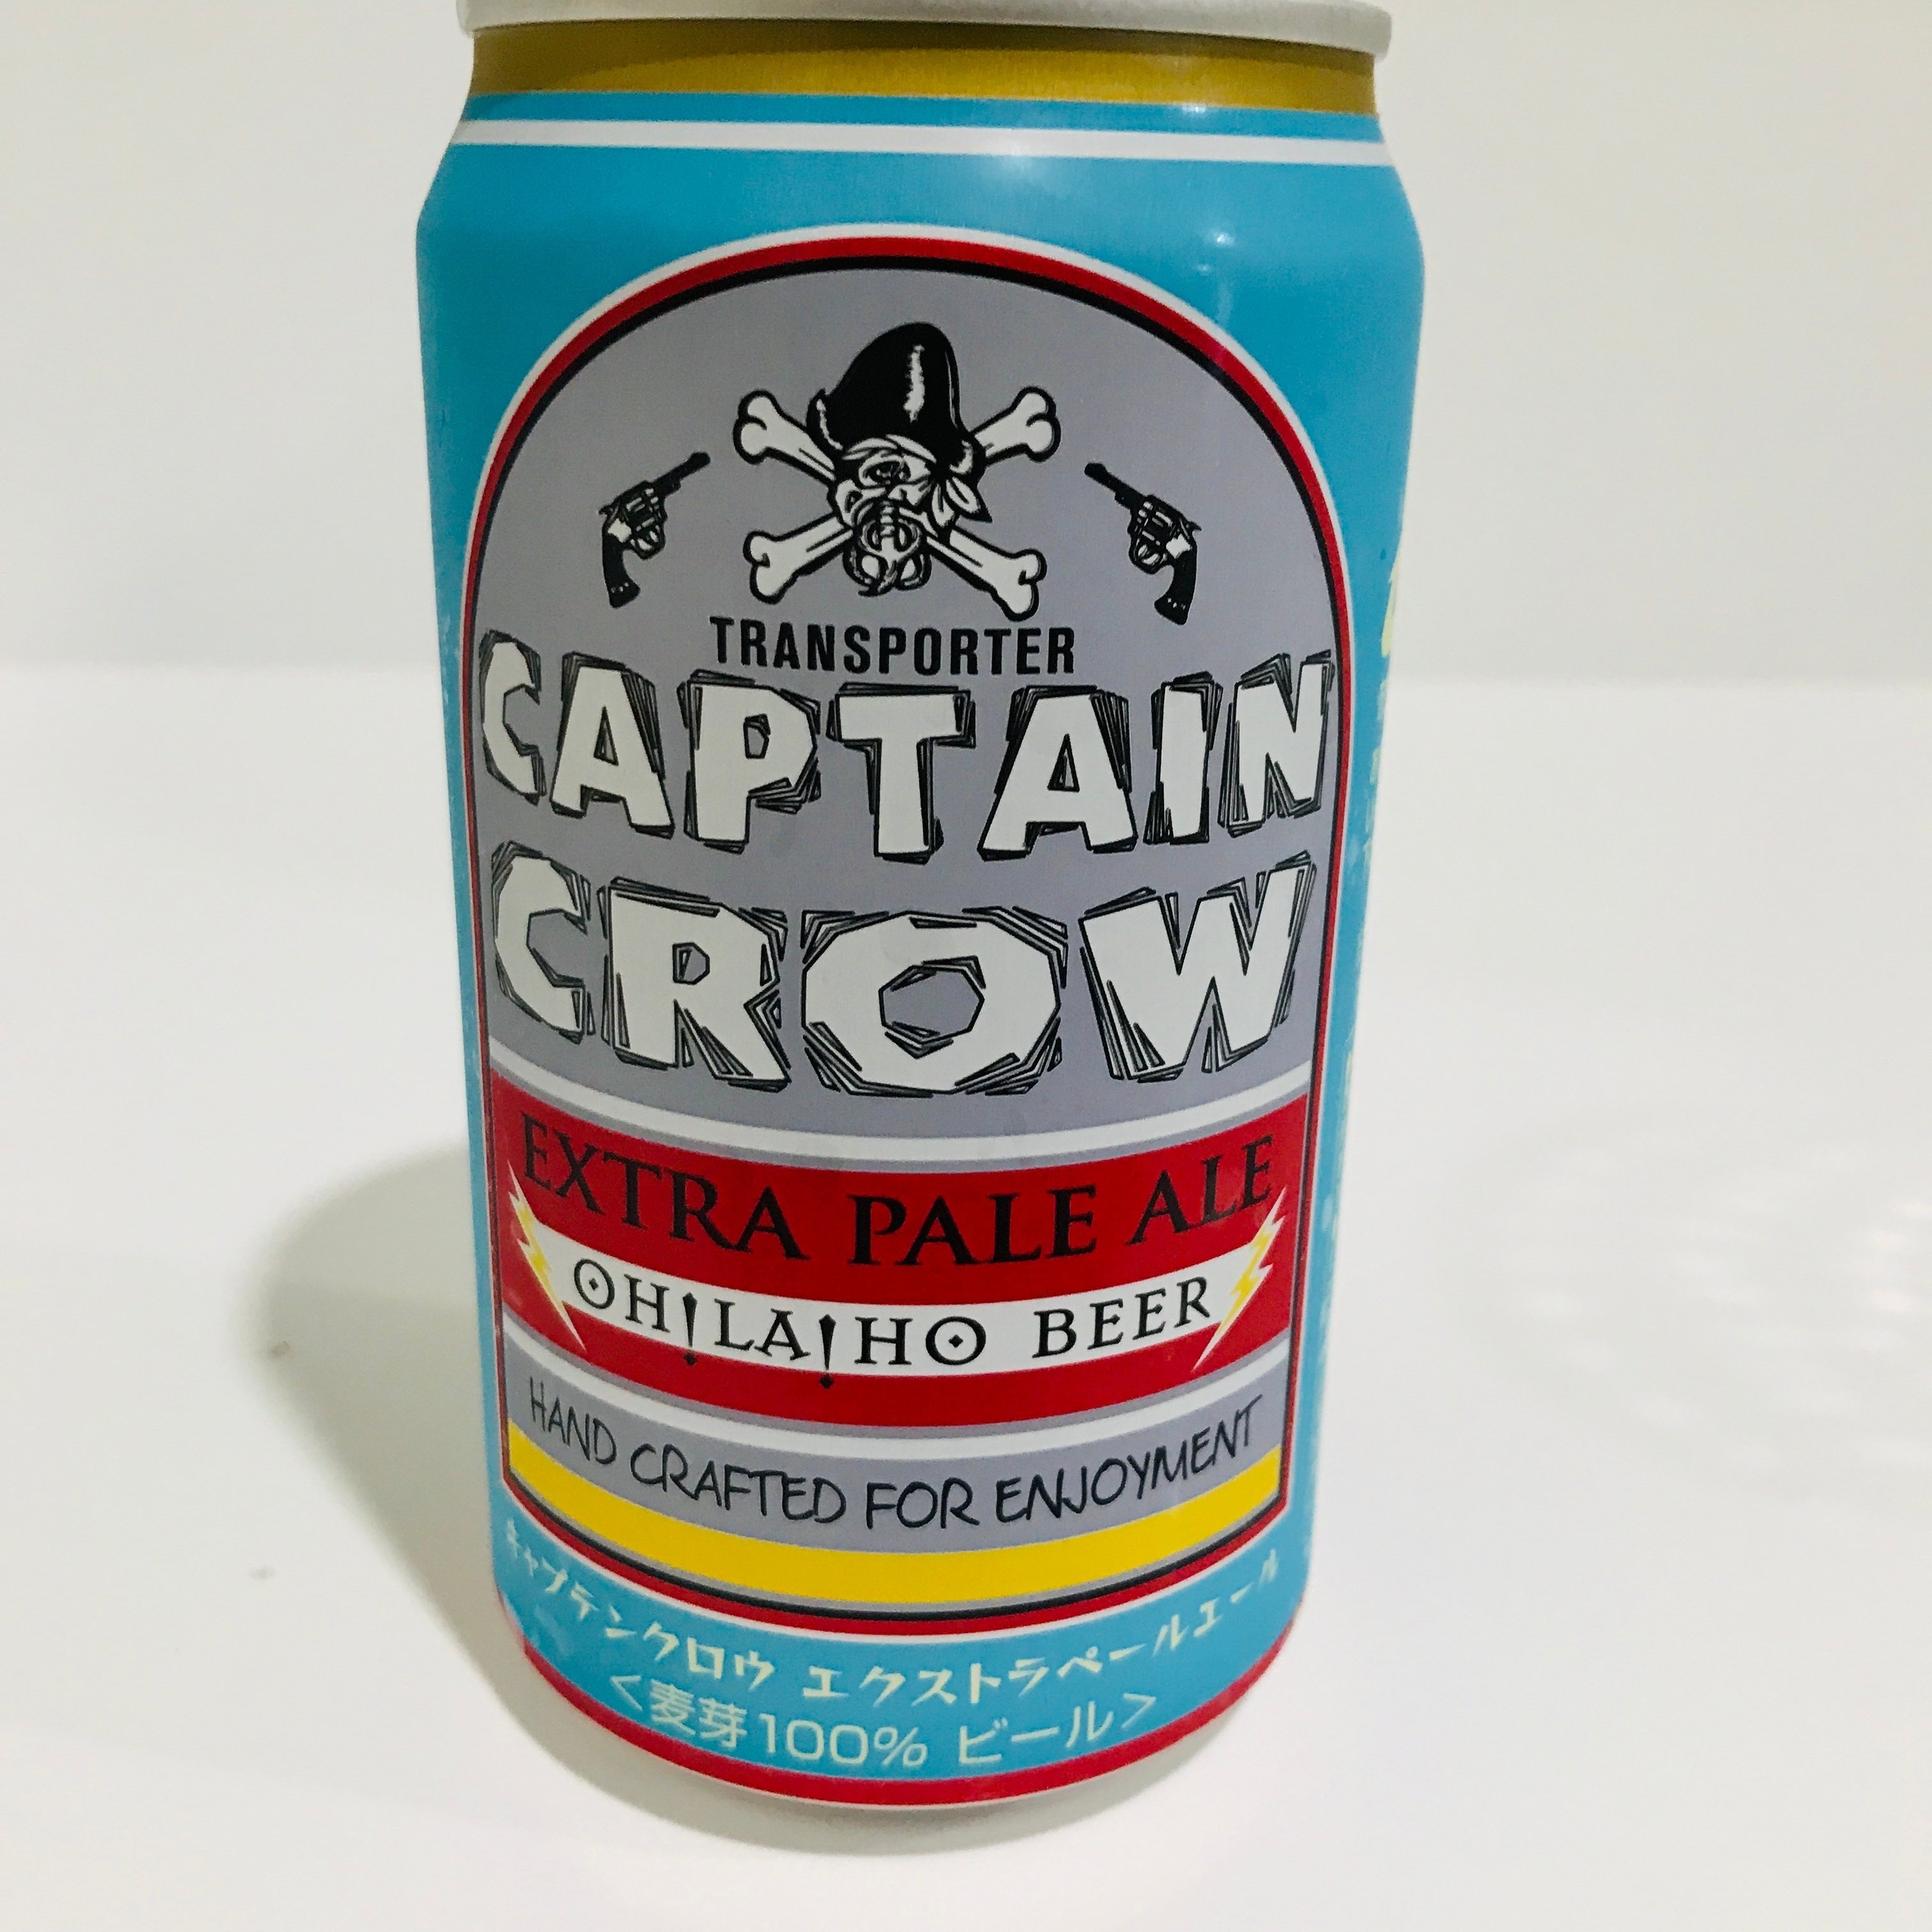 TRANSPORTER
CAPTAIN
CROW
EXTRA PALE ALE
OH!LA!HO BEER
HAND CRAFTED FOR ENJOYMENT
キャプテンクロウ エクストラペールエール
<麦芽100% ビール>